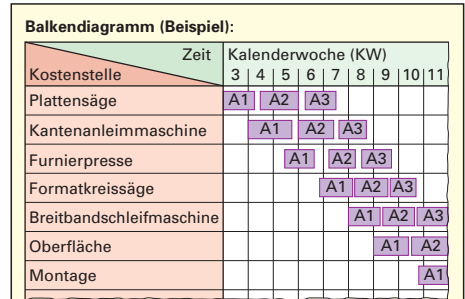 Balkendiagramm (Beispiel):
Zeit Kalenderwoche (KW)
Kostenstelle 3 4 5 6 7 8 9 10 11
Plattensäge A1 A2 A3
Kantenanleimmaschine A1 A2 A3
Furnierpresse A1 A2 A3
Formatkreissäge A1 A2 A3
Breitbandschleifmaschine A1 A2 A3
Oberfläche A1 A2
Montage A1